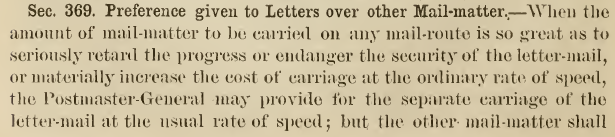 Sec. 369. Preference given to Letters over other Mail-matter.—When the
amount of mail-matter to be carried on any mail-route is so great as to
seriously retard the progress or endanger the security of the letter-mail,
or materially increase the cost of carriage at the ordinary rate of speed,
the Postmaster-General may provide for the separate carriage of the
letter-mail at the usual rate of speed; but the other mail-matter shall